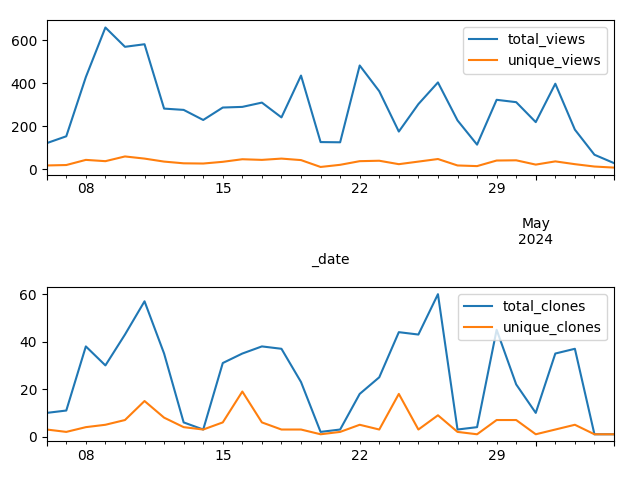 600
400
200
0
total_views
unique_views
08
15
22
29
May
2024
_date
60
40
20
0
total_clones
unique_clones
08
15
22
29